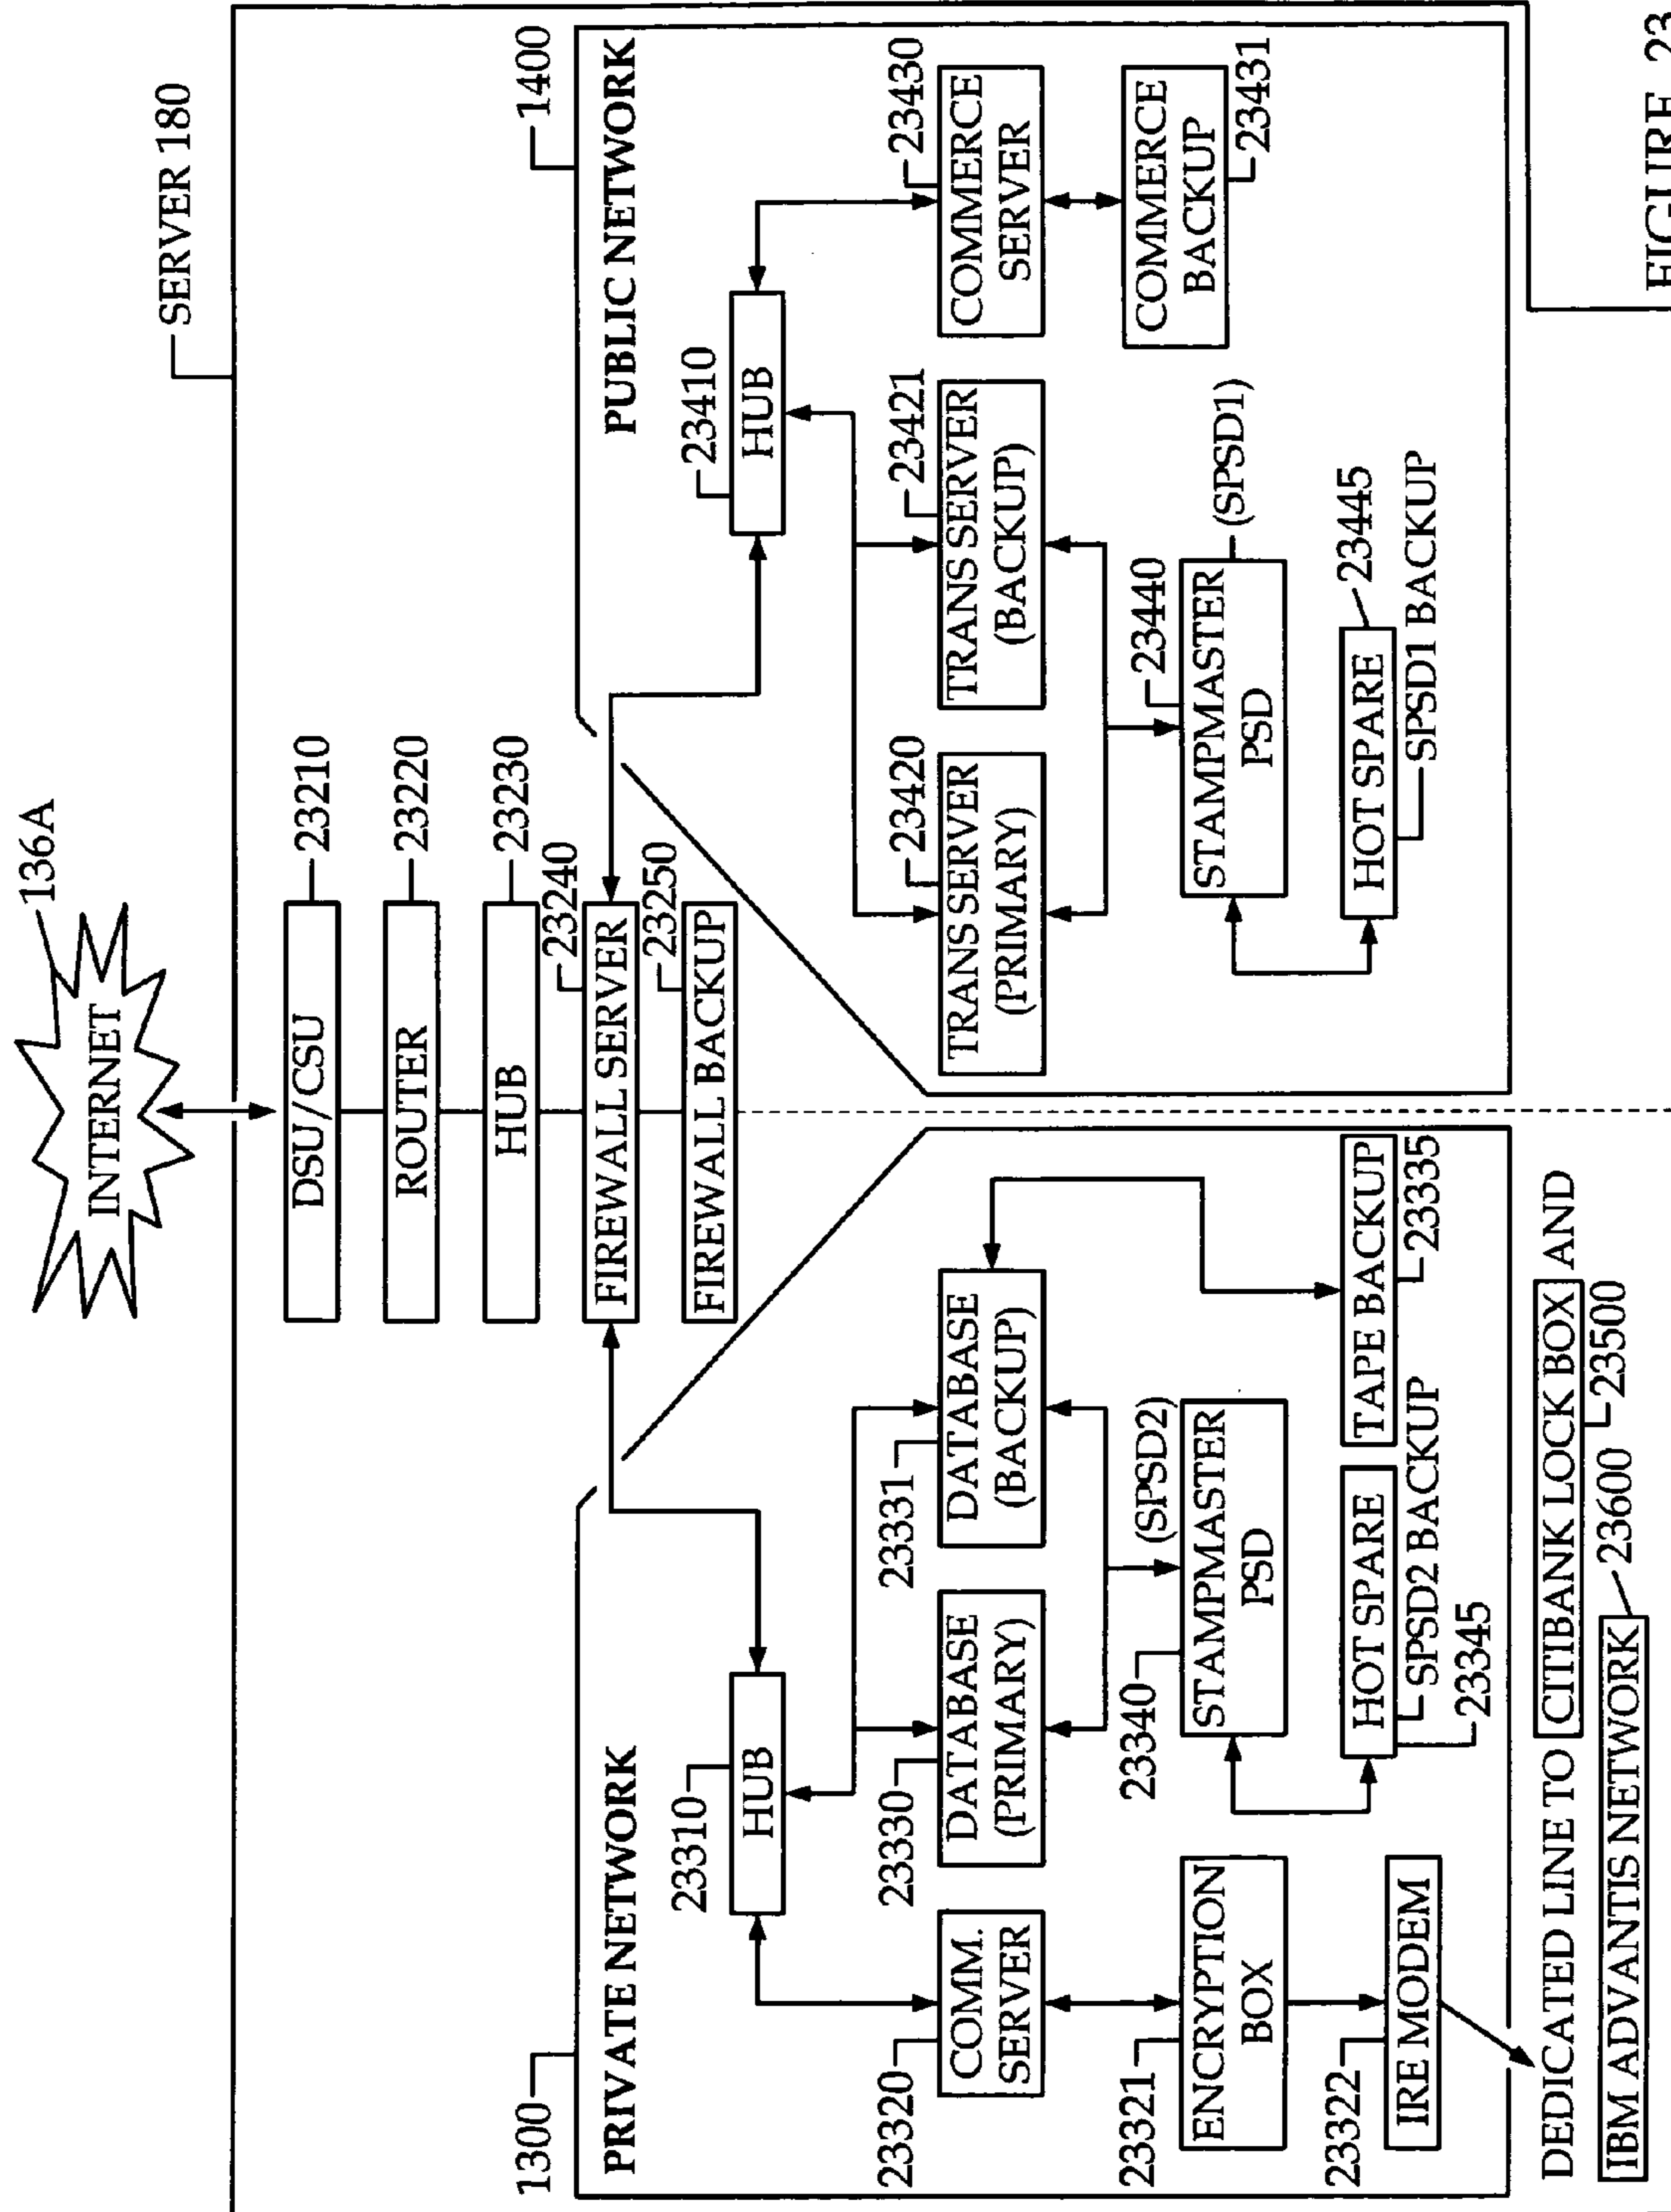 136A
INTERNET
SERVER 180
DSU/CSU
23210
ROUTER
23220
HUB
23230
23240
FIREWALL SERVER
23250
FIREWALL BACKUP
1300
PRIVATE NETWORK
23310
HUB
23320
COMM.
SERVER
23330
DATABASE
(PRIMARY)
23331
DATABASE
(BACKUP)
23321
ENCRYPTION
BOX
23340
(SPSD2)
STAMPMASTER
PSD
23322
IRE MODEM
HOT SPARE
SPSD2 BACKUP
23345
TAPE BACKUP
23335
DEDICATED LINE TO CITIBANK LOCK BOX AND
23500
IBM ADVANTIS NETWORK
23600
1400
PUBLIC NETWORK
23410
HUB
23420
TRANS SERVER
(PRIMARY)
23421
TRANS SERVER
(BACKUP)
23430
COMMERCE
SERVER
23440
STAMPMASTER
PSD
(SPSD1)
COMMERCE
BACKUP
23431
HOT SPARE
23445
SPSD1 BACKUP
FIGURE 23